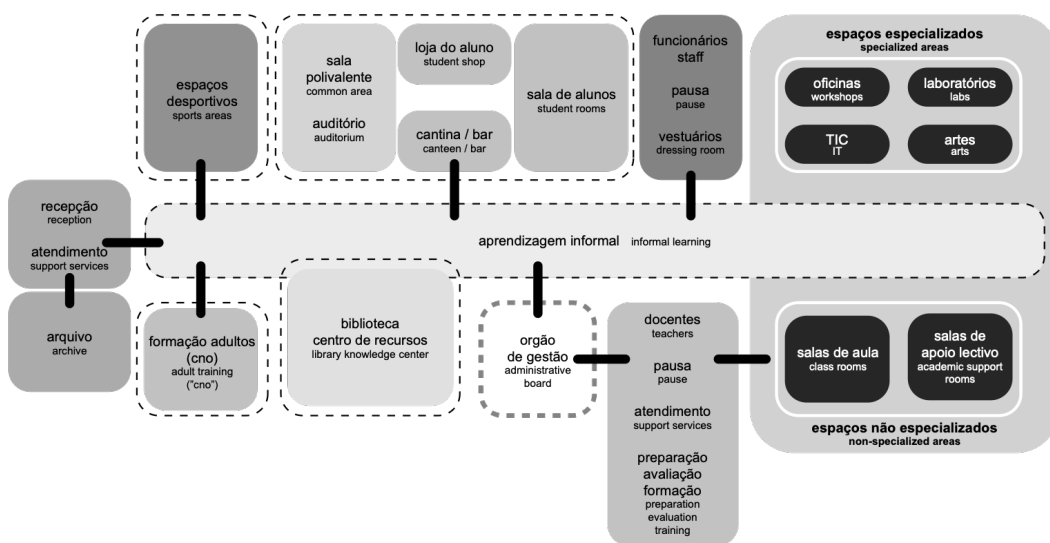 espaços
desportivos
sports areas
sala
polivalente
common area
auditório
auditorium
loja do aluno
student shop
cantina / bar
canteen / bar
sala de alunos
student rooms
funcionários
staff
pausa
pause
vestuários
dressing room
espaços especializados
specialized areas
oficinas
workshops
laboratórios
labs
TIC
IT
artes
arts
recepção
reception
atendimento
support services
arquivo
archive
aprendizagem informal informal learning
formação adultos
(cno)
adult training
("cno")
biblioteca
centro de recursos
library knowledge center
orgão
de gestão
administrative
board
docentes
teachers
pausa
pause
atendimento
support services
preparação
avaliação
formação
preparation
evaluation
training
salas de aula
class rooms
salas de
apoio lectivo
academic support
rooms
espaços não especializados
non-specialized areas